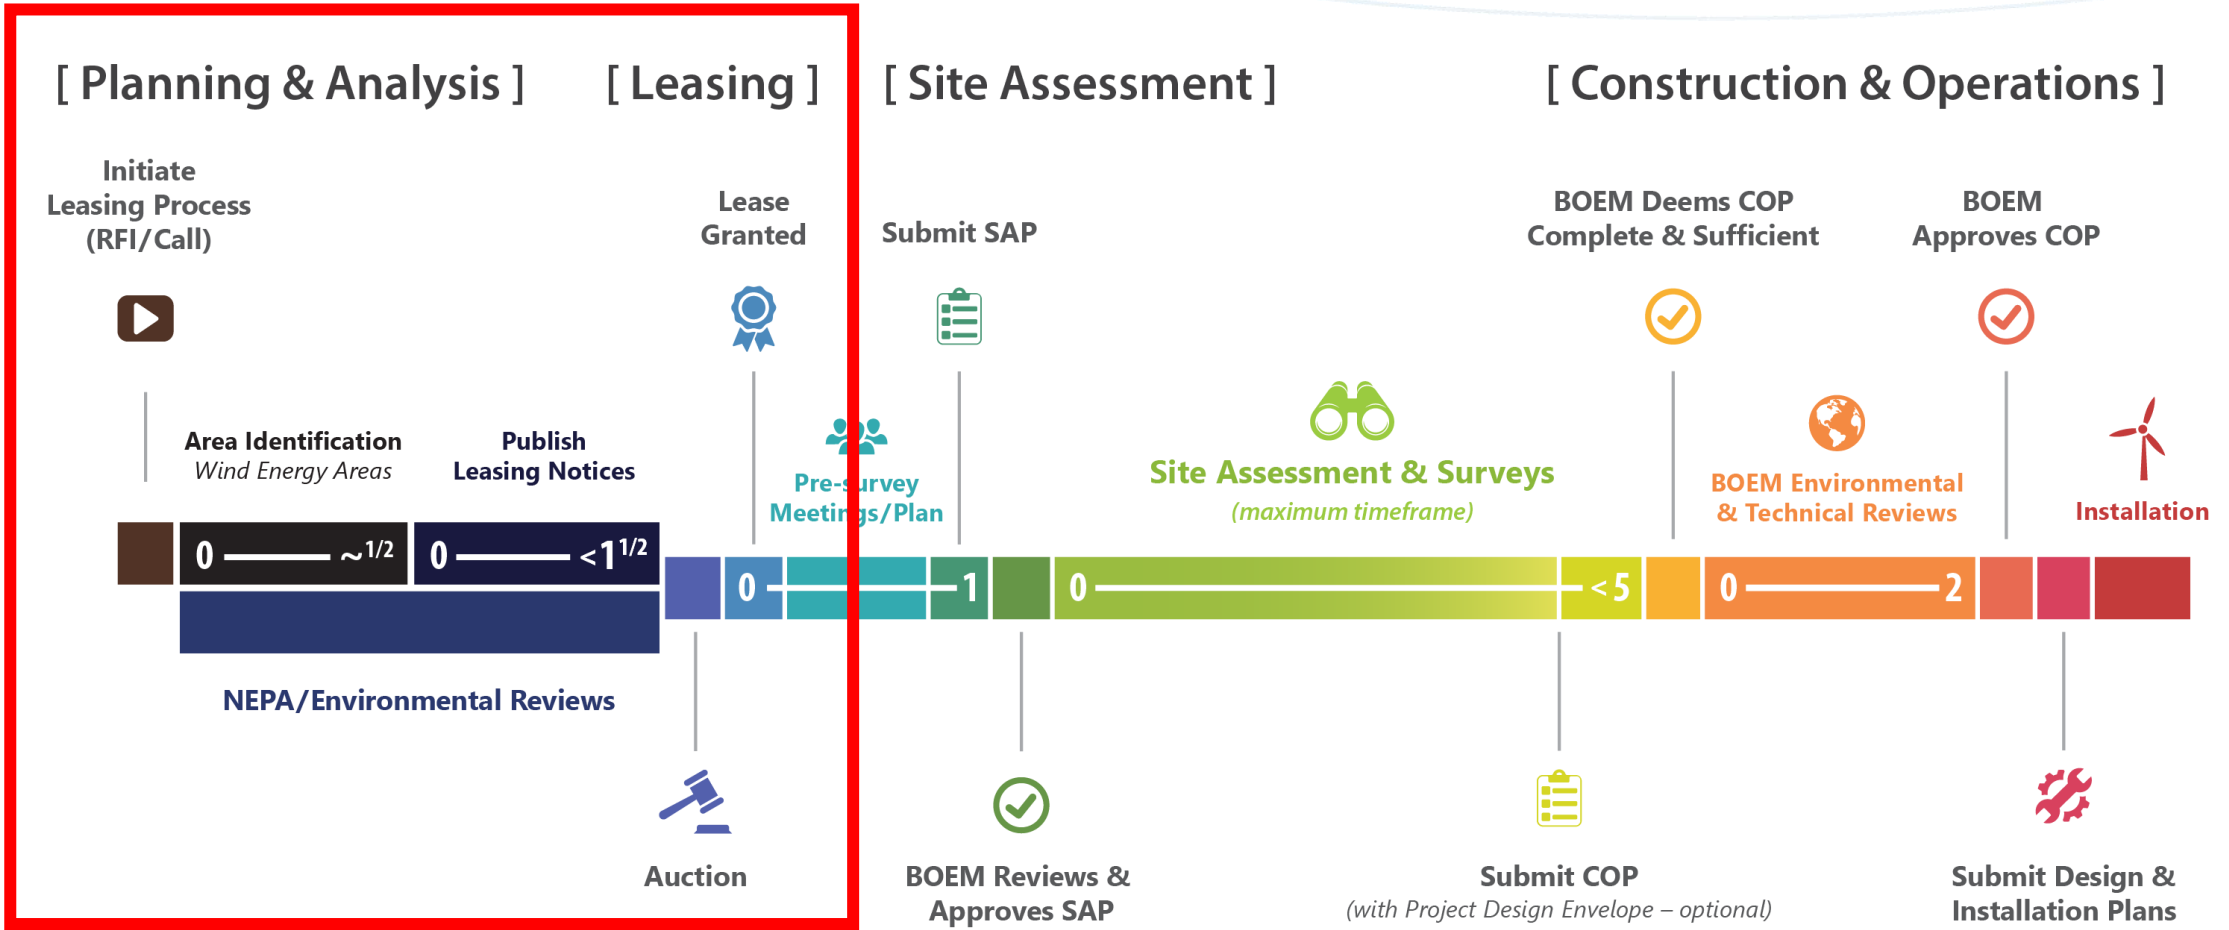 [ Planning & Analysis ]
[ Leasing ]
[ Site Assessment ]
[ Construction & Operations ]
Initiate
Leasing Process
(RFI/Call)
Lease
Granted
Submit SAP
BOEM Deems COP
Complete & Sufficient
BOEM
Approves COP
Area Identification
Wind Energy Areas
Publish
Leasing Notices
Pre-survey
Meetings/Plan
Site Assessment & Surveys
(maximum timeframe)
BOEM Environmental
& Technical Reviews
Installation
0 ~1/2
0 <1 1/2
0 1
0 <5
0 2
NEPA/Environmental Reviews
Auction
BOEM Reviews &
Approves SAP
Submit COP
(with Project Design Envelope – optional)
Submit Design &
Installation Plans